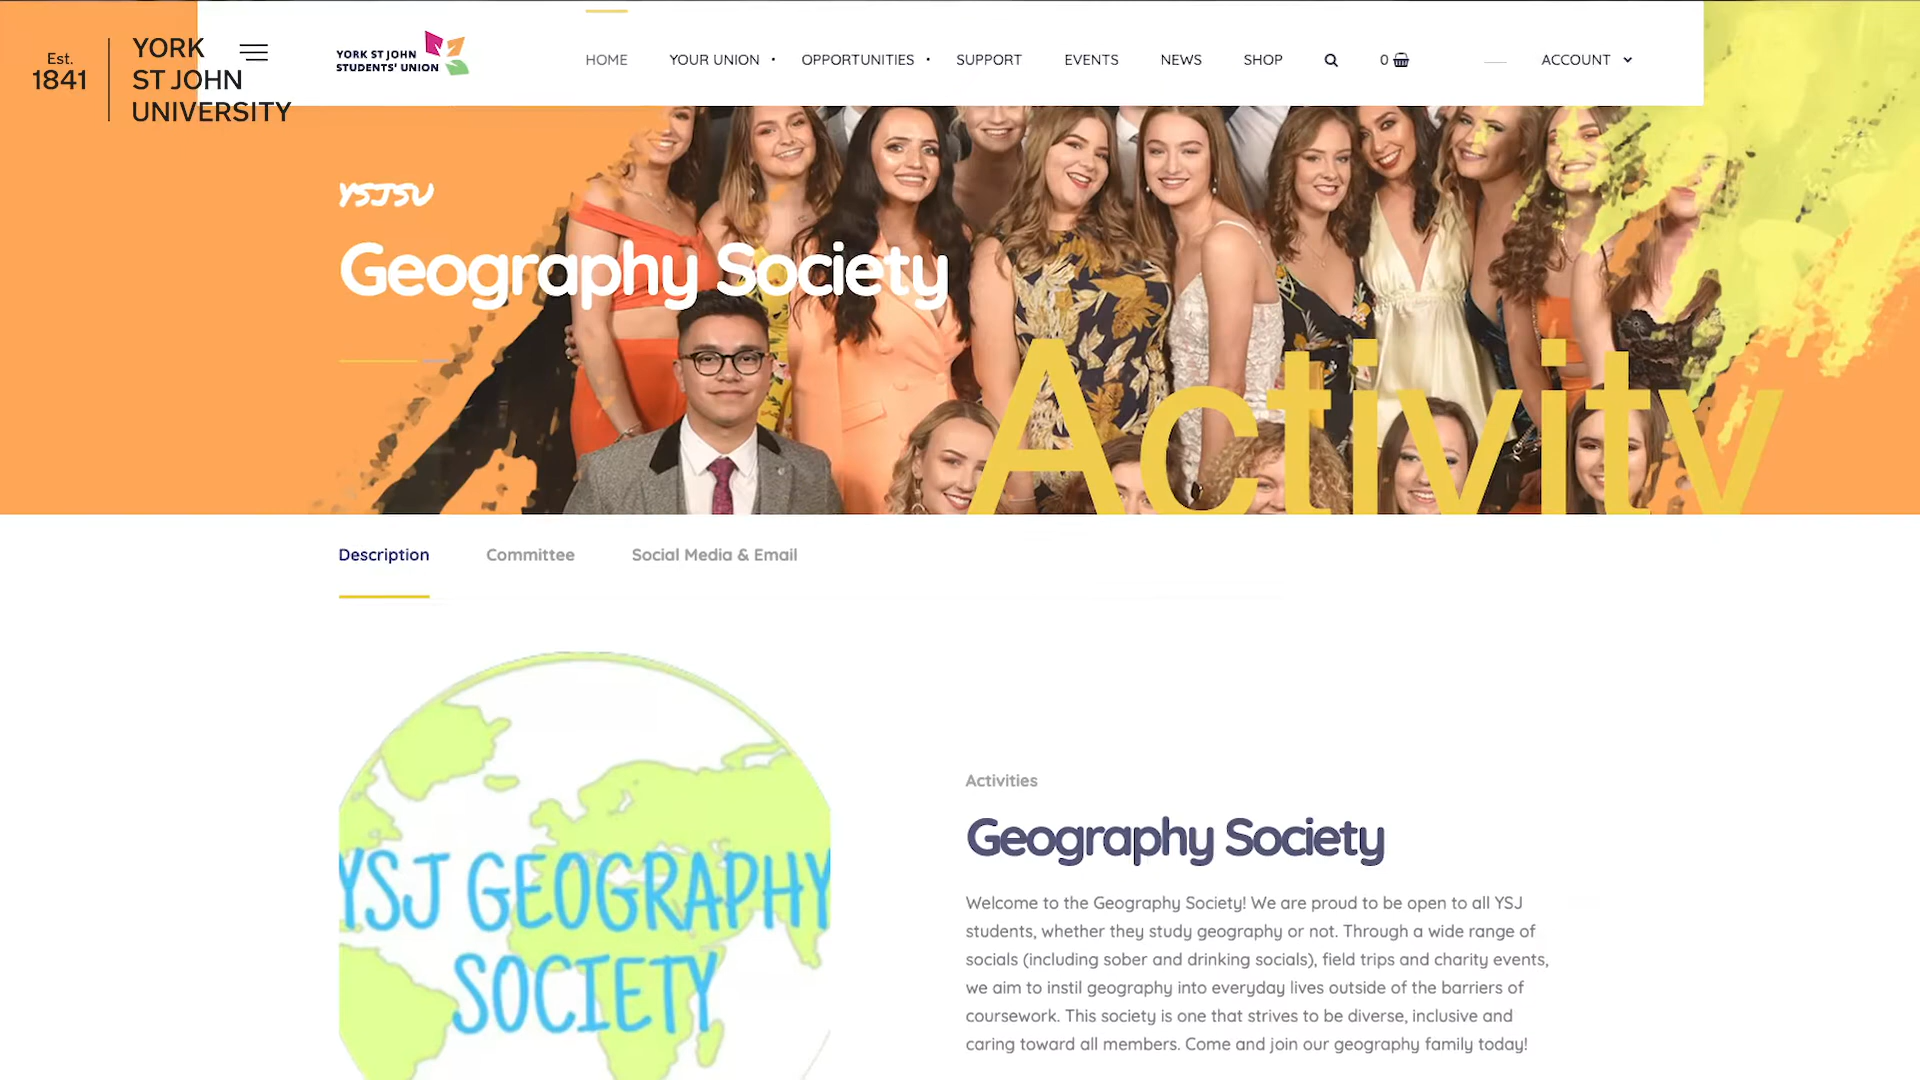 Est.
1841
YORK
ST JOHN
UNIVERSITY
YORK ST JOHN
STUDENTS' UNION
HOME
YOUR UNION
OPPORTUNITIES
SUPPORT
EVENTS
NEWS
SHOP
0
ACCOUNT
YSJSU
Geography Society
Activity
Description
Committee
Social Media & Email
YSJ GEOGRAPHY
SOCIETY
Activities
Geography Society
Welcome to the Geography Society! We are proud to be open to all YSJ
students, whether they study geography or not. Through a wide range of
socials (including sober and drinking socials), field trips and charity events,
we aim to instil geography into everyday lives outside of the barriers of
coursework. This society is one that strives to be diverse, inclusive and
caring toward all members. Come and join our geography family today!